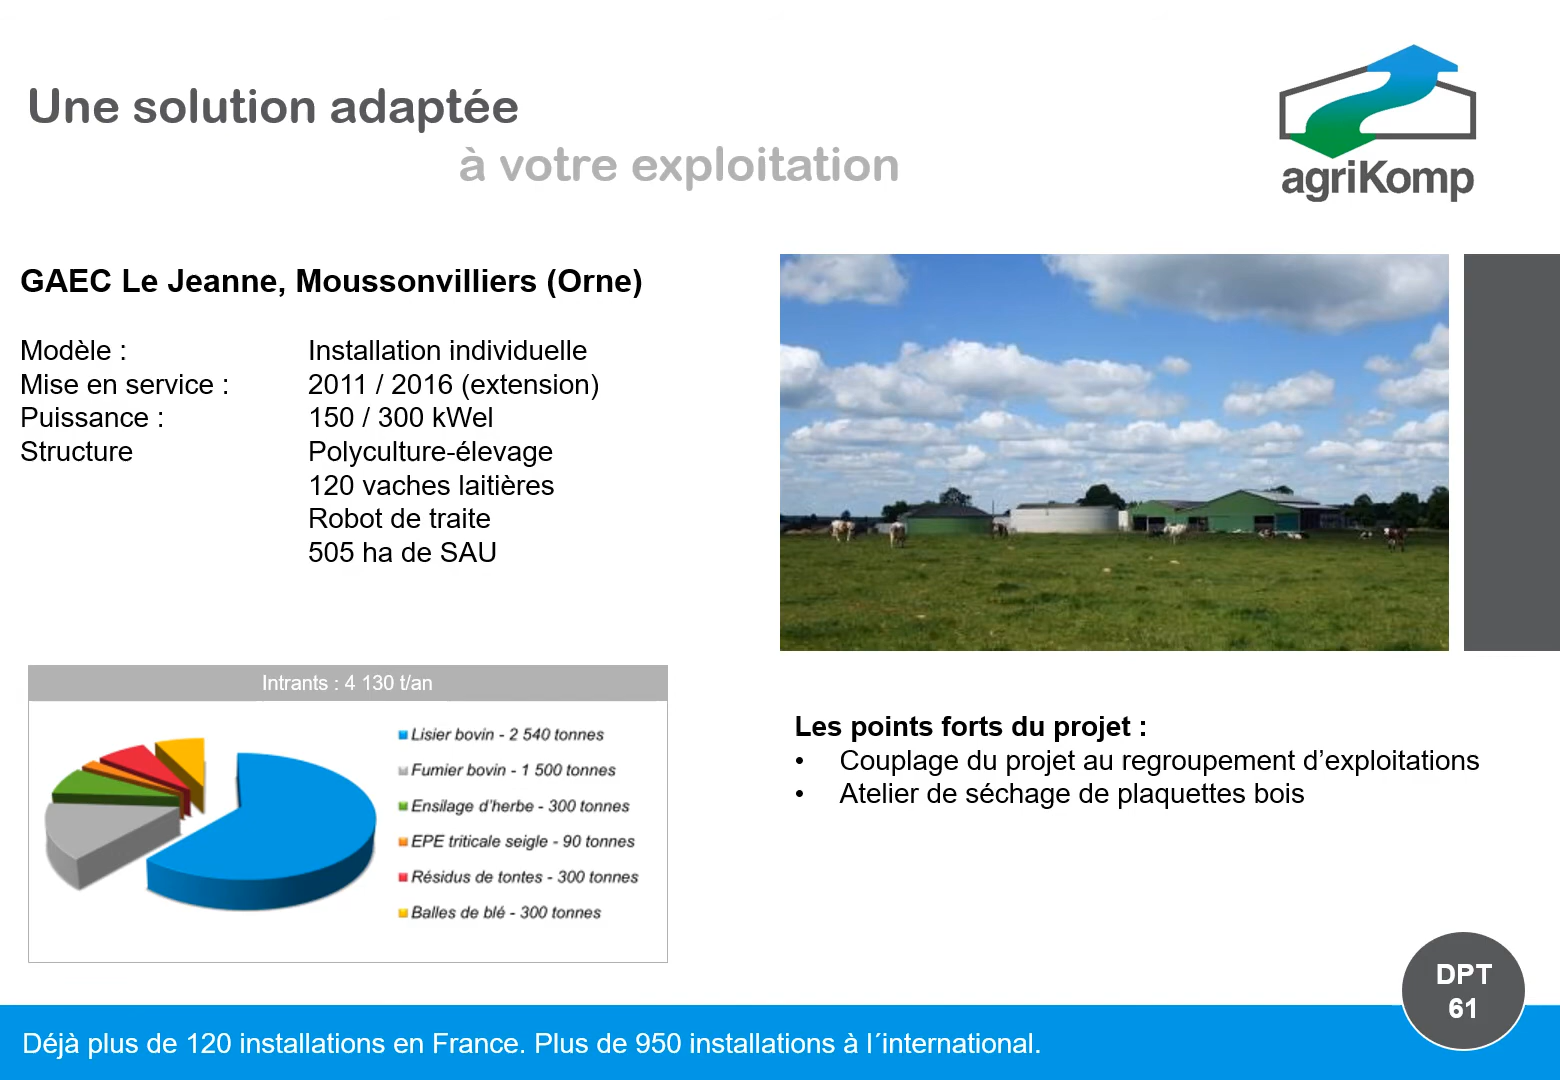 Une solution adaptée
à votre exploitation
agriKomp
GAEC Le Jeanne, Moussonvilliers (Orne)
Modèle : Installation individuelle
Mise en service : 2011 / 2016 (extension)
Puissance : 150 / 300 kWel
Structure Polyculture-élevage
120 vaches laitières
Robot de traite
505 ha de SAU
Intrants : 4 130 t/an
Lisier bovin - 2 540 tonnes
Fumier bovin - 1 500 tonnes
Ensilage d'herbe - 300 tonnes
EPE triticale seigle - 90 tonnes
Résidus de tontes - 300 tonnes
Balles de blé - 300 tonnes
Les points forts du projet :
• Couplage du projet au regroupement d’exploitations
• Atelier de séchage de plaquettes bois
DPT
61
Déjà plus de 120 installations en France. Plus de 950 installations à l´international.